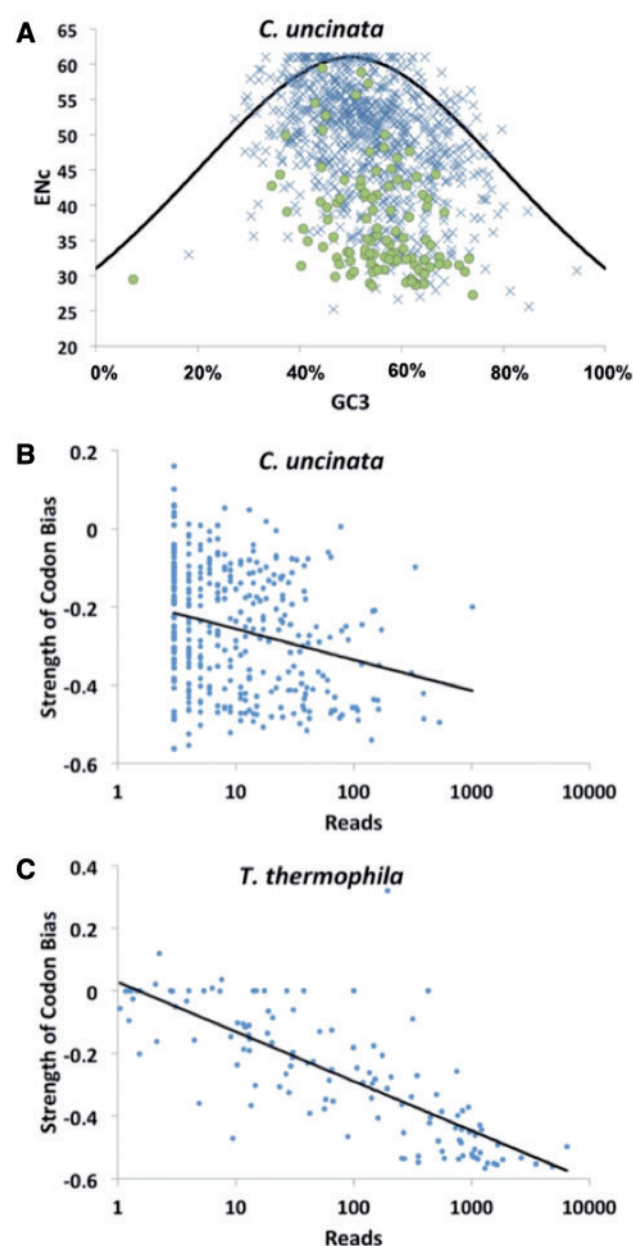 A
C. uncinata
65
60
55
50
45
40
35
30
25
20
ENc
0% 20% 40% 60% 80% 100%
GC3
B
C. uncinata
0.2
0
-0.2
-0.4
-0.6
Strength of Codon Bias
1 10 100 1000 10000
Reads
C
T. thermophila
0.4
0.2
0
-0.2
-0.4
-0.6
Strength of Codon Bias
1 10 100 1000 10000
Reads